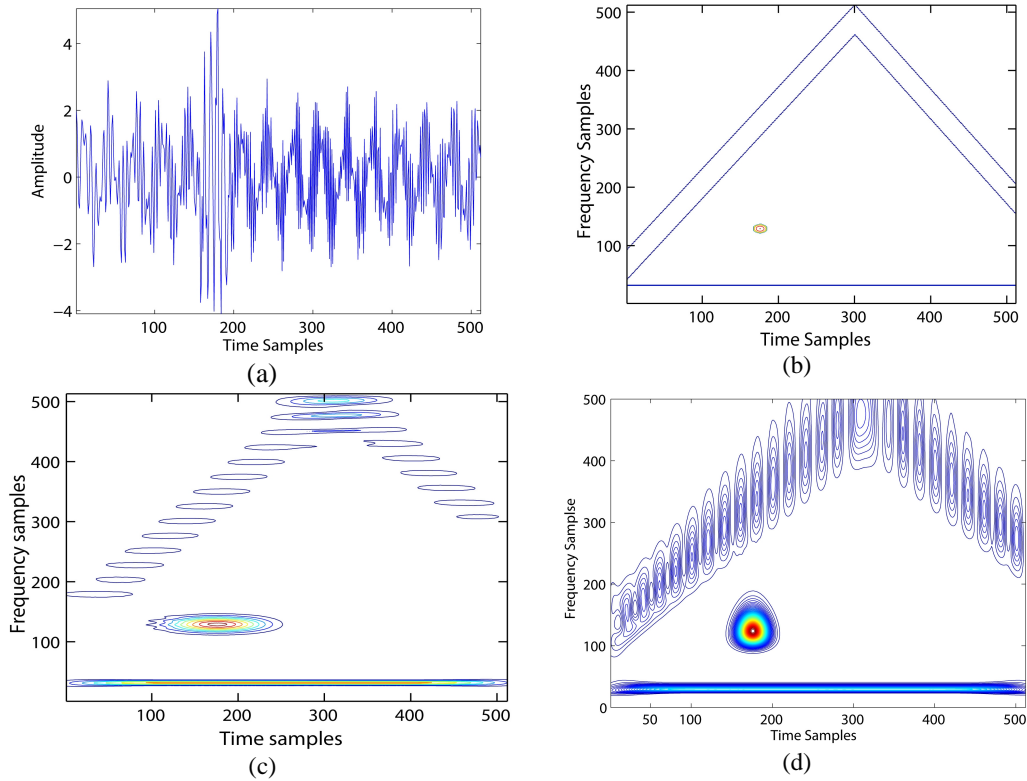 4
2
0
−2
−4
Amplitude
100 200 300 400 500
Time Samples
(a)
500
400
300
200
100
Frequency Samples
100 200 300 400 500
Time Samples
(b)
500
400
300
200
100
Frequency samples
100 200 300 400 500
Time samples
(c)
500
400
300
200
100
0
Frequency Samplse
50 100 200 300 400 500
Time Samples
(d)